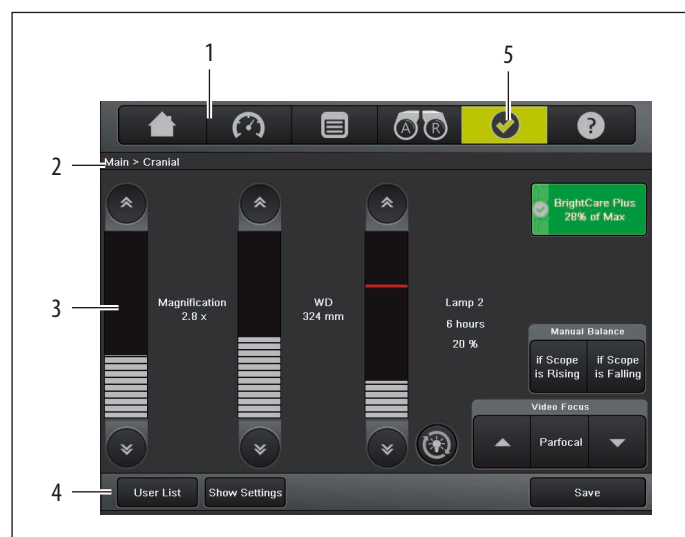 1
5
A R ?
2
Main > Cranial
BrightCare Plus
28% of Max
3
Magnification
2.8 x
WD
324 mm
Lamp 2
6 hours
20 %
Manual Balance
if Scope
is Rising
if Scope
is Falling
Video Focus
Parfocal
4
User List
Show Settings
Save